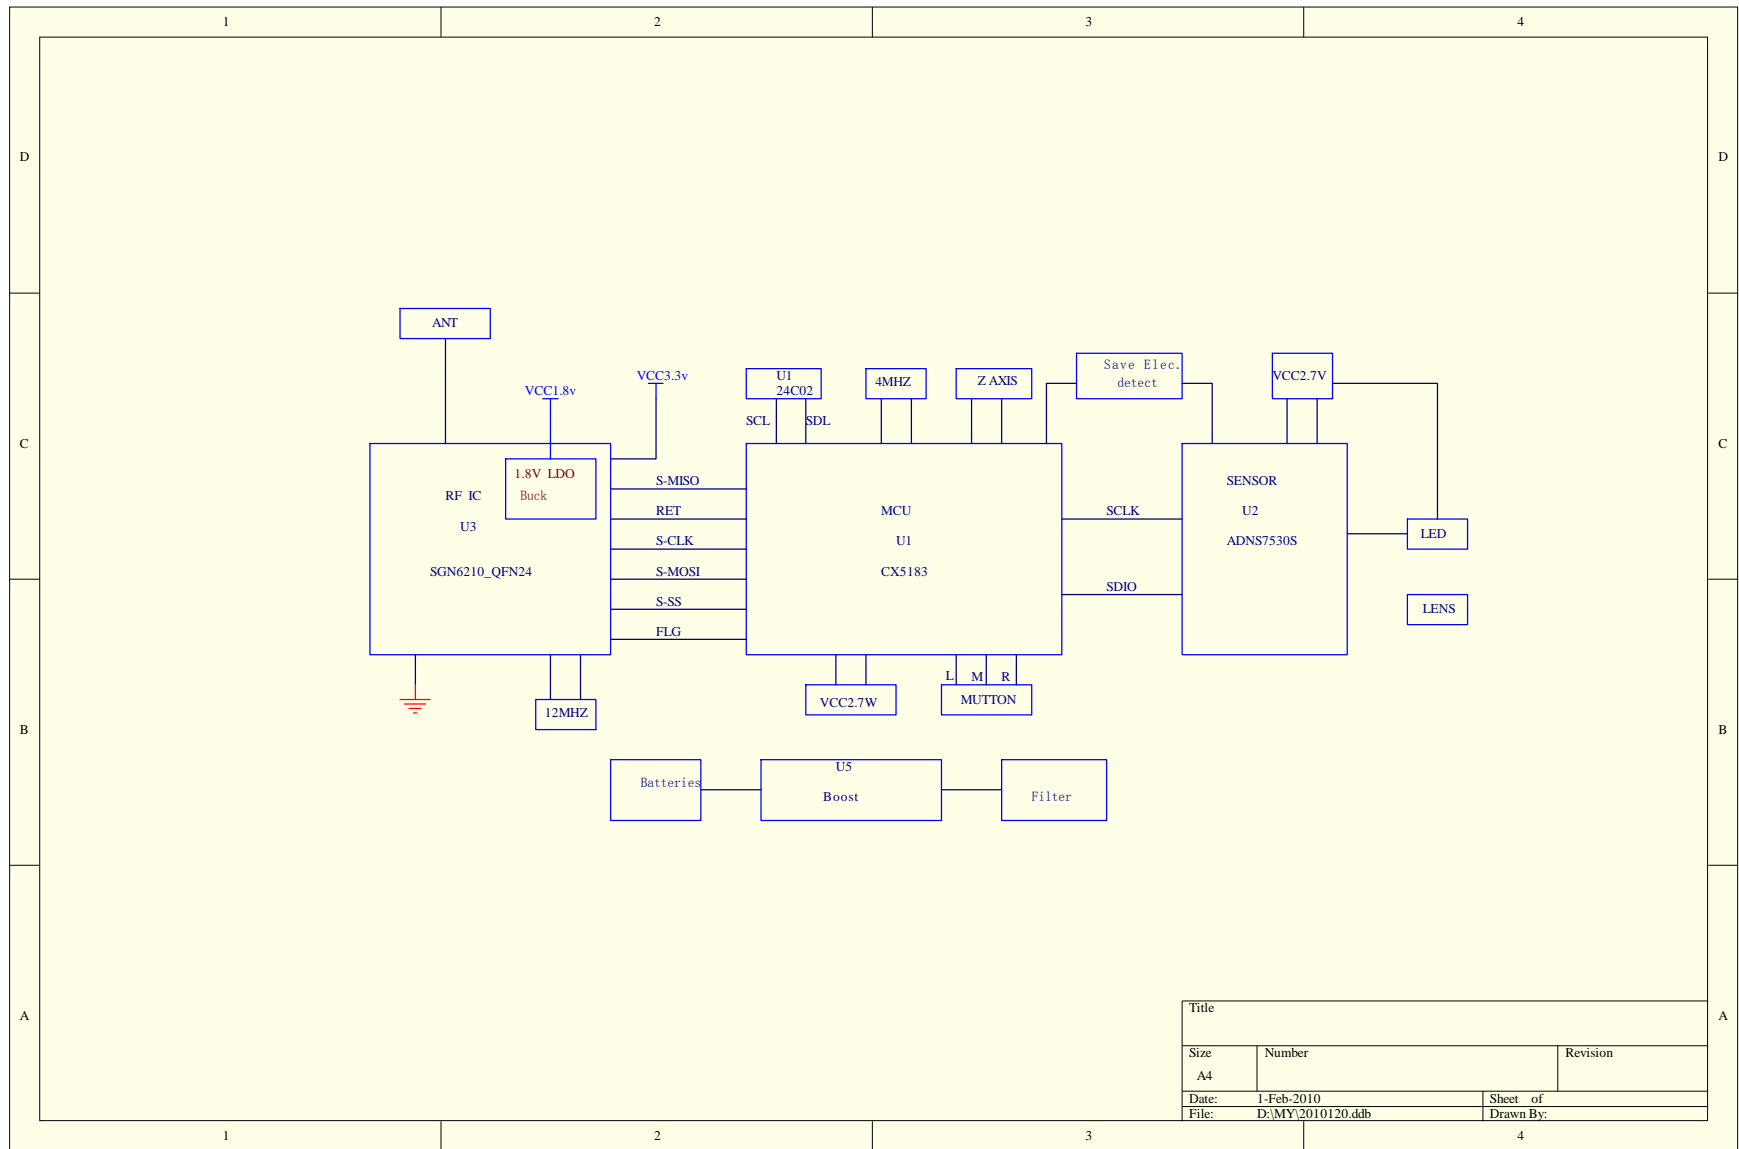 1 2 3 4
D D
ANT
VCC1.8v
VCC3.3v
U1
24C02
SCL SDL
4MHZ
Z AXIS
Save Elec.
detect
VCC2.7V
C C
1.8V LDO
Buck
RF IC
U3
SGN6210_QFN24
S-MISO
RET
S-CLK
S-MOSI
S-SS
FLG
MCU
U1
CX5183
SCLK
SDIO
SENSOR
U2
ADNS7530S
LED
LENS
12MHZ
VCC2.7W
L M R
MUTTON
B B
Batteries
U5
Boost
Filter
A A
Title
Size Number Revision
A4
Date: 1-Feb-2010 Sheet of
File: D:\MY\2010120.ddb Drawn By:
1 2 3 4